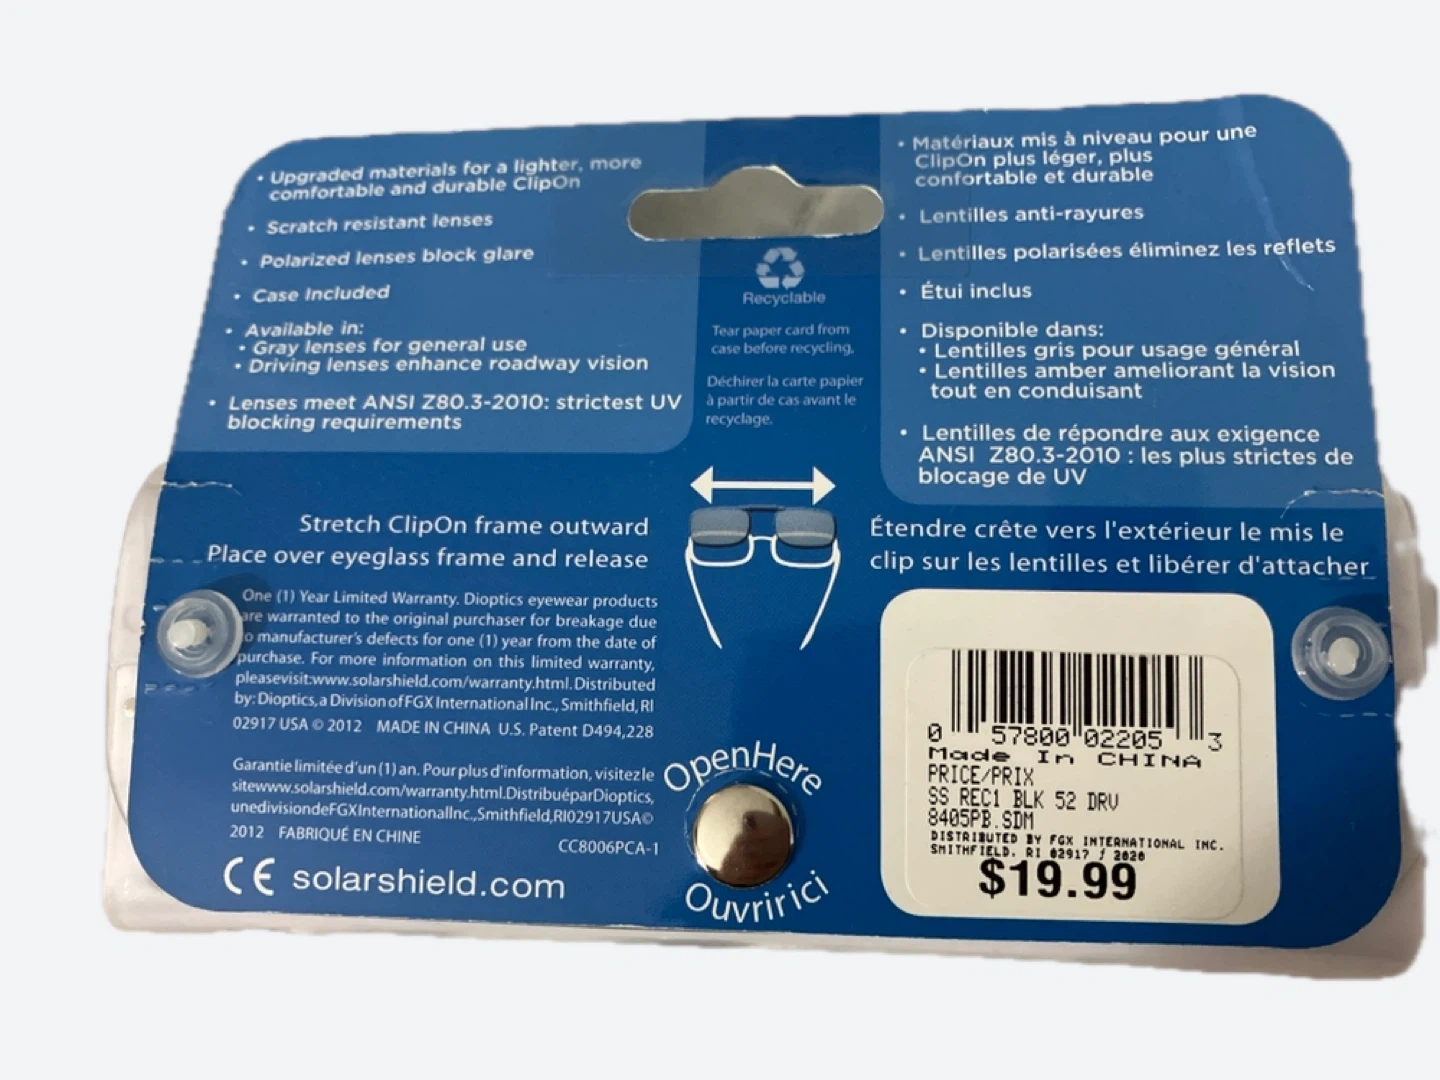 • Upgraded materials for a lighter, more
comfortable and durable ClipOn
• Scratch resistant lenses
• Polarized lenses block glare
• Case Included
• Available in:
• Gray lenses for general use
• Driving lenses enhance roadway vision
• Lenses meet ANSI Z80.3-2010: strictest UV
blocking requirements
Recyclable
Tear paper card from
case before recycling.
Déchirer la carte papier
à partir de cas avant le
recyclage.
• Matériaux mis à niveau pour une
ClipOn plus léger, plus
confortable et durable
• Lentilles anti-rayures
• Lentilles polarisées éliminez les reflets
• Étui inclus
• Disponible dans:
• Lentilles gris pour usage général
• Lentilles amber ameliorant la vision
tout en conduisant
• Lentilles de répondre aux exigence
ANSI Z80.3-2010 : les plus strictes de
blocage de UV
Stretch ClipOn frame outward
Place over eyeglass frame and release
Étendre crête vers l'extérieur le mis le
clip sur les lentilles et libérer d'attacher
One (1) Year Limited Warranty. Dioptics eyewear products
are warranted to the original purchaser for breakage due
to manufacturer's defects for one (1) year from the date of
purchase. For more information on this limited warranty,
pleasevisit:www.solarshield.com/warranty.html. Distributed
by: Dioptics, a Division of FGX International Inc., Smithfield, RI
02917 USA © 2012 MADE IN CHINA U.S. Patent D494,228
Garantie limitée d'un (1) an. Pour plus d'information, visitez le
sitewww.solarshield.com/warranty.html. Distribué par Dioptics,
unedivisiondeFGXInternationalInc., Smithfield,RI02917USA©
2012 FABRIQUÉ EN CHINE
CC8006PCA-1
CE solarshield.com
OpenHere
Ouvrir ici
0 57800 02205 3
Made In CHINA
PRICE/PRIX
SS REC1 BLK 52 DRV
8405PB.SDM
DISTRIBUTED BY FGX INTERNATIONAL INC.
SMITHFIELD, RI 02917 / 2020
$19.99